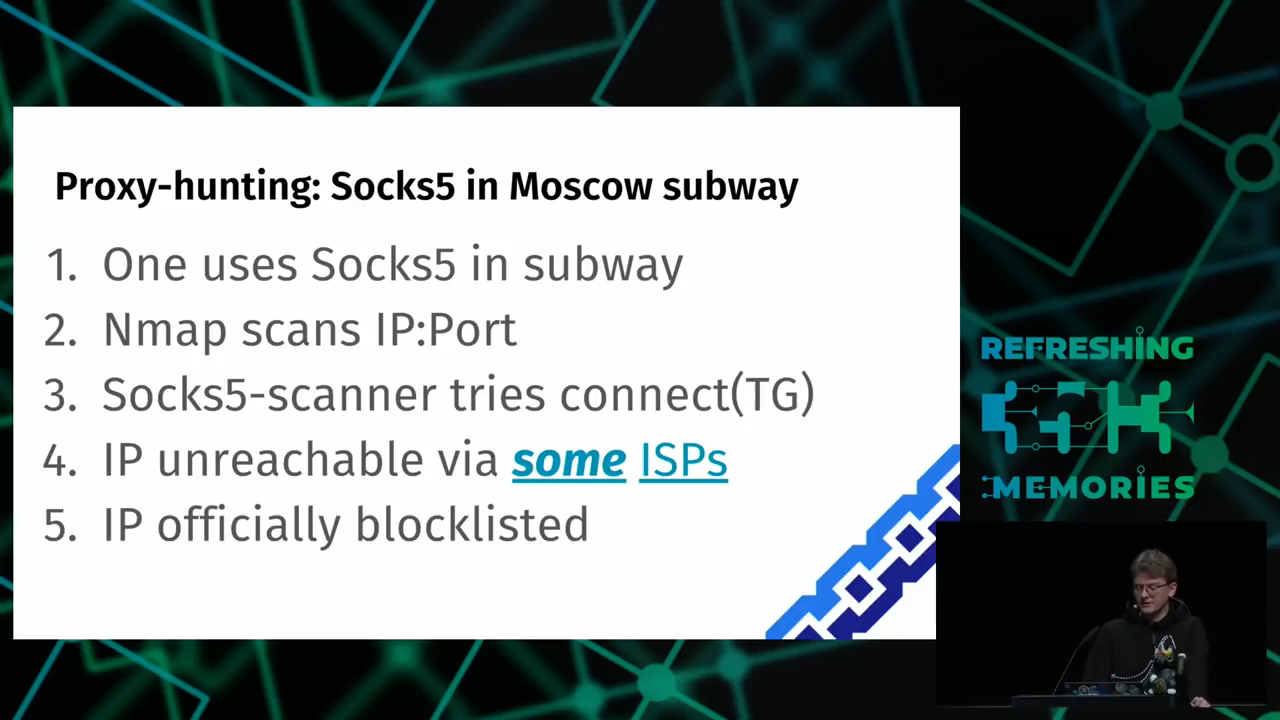 Proxy-hunting: Socks5 in Moscow subway
1. One uses Socks5 in subway
2. Nmap scans IP:Port
3. Socks5-scanner tries connect(TG)
4. IP unreachable via some ISPs
5. IP officially blocklisted
REFRESHING
MEMORIES